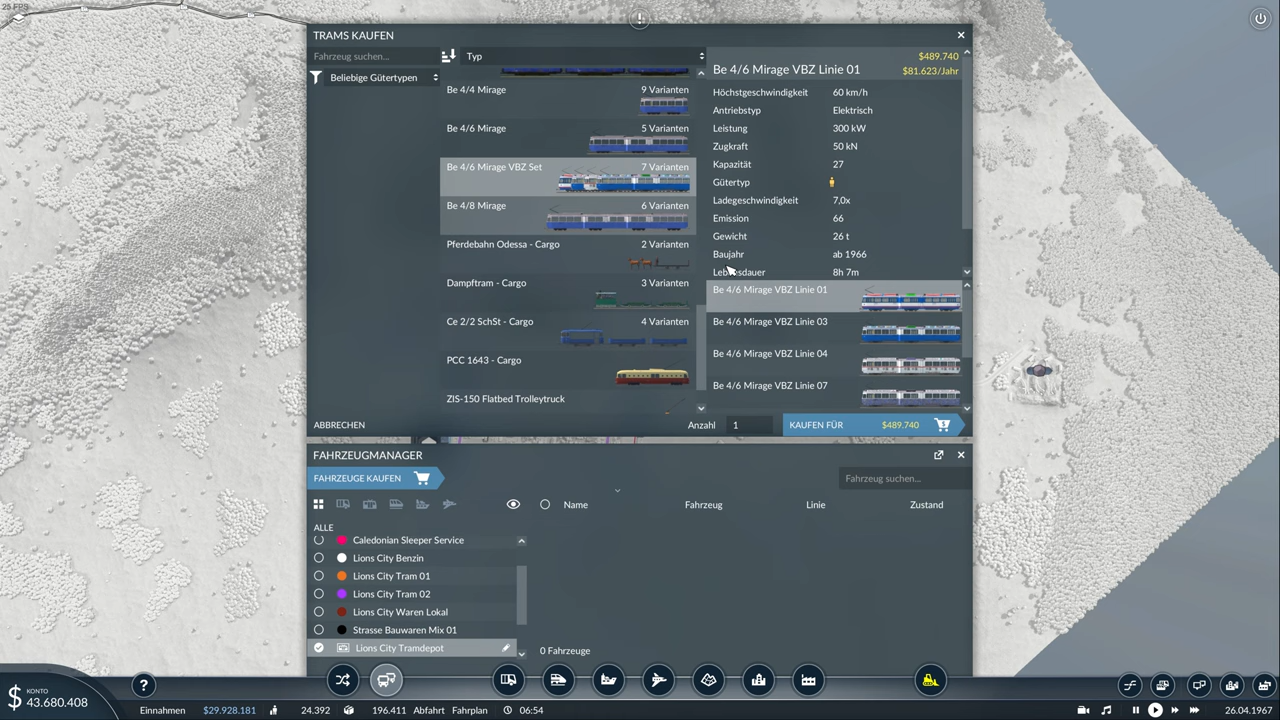 25 FPS
TRAMS KAUFEN
Fahrzeug suchen...
Typ
Beliebige Gütertypen
Be 4/4 Mirage
9 Varianten
Be 4/6 Mirage
5 Varianten
Be 4/6 Mirage VBZ Set
7 Varianten
Be 4/8 Mirage
6 Varianten
Pferdebahn Odessa - Cargo
2 Varianten
Dampftram - Cargo
3 Varianten
Ce 2/2 SchSt - Cargo
4 Varianten
PCC 1643 - Cargo
ZIS-150 Flatbed Trolleytruck
$489.740
Be 4/6 Mirage VBZ Linie 01
$81.623/Jahr
Höchstgeschwindigkeit 60 km/h
Antriebstyp Elektrisch
Leistung 300 kW
Zugkraft 50 kN
Kapazität 27
Gütertyp
Ladegeschwindigkeit 7,0x
Emission 66
Gewicht 26 t
Baujahr ab 1966
Lebensdauer 8h 7m
Be 4/6 Mirage VBZ Linie 01
Be 4/6 Mirage VBZ Linie 03
Be 4/6 Mirage VBZ Linie 04
Be 4/6 Mirage VBZ Linie 07
ABBRECHEN
Anzahl 1
KAUFEN FÜR $489.740
FAHRZEUGMANAGER
FAHRZEUGE KAUFEN
Fahrzeug suchen...
Name Fahrzeug Linie Zustand
ALLE
Caledonian Sleeper Service
Lions City Benzin
Lions City Tram 01
Lions City Tram 02
Lions City Waren Lokal
Strasse Bauwaren Mix 01
Lions City Tramdepot
0 Fahrzeuge
$ KONTO
43.680.408
?
Einnahmen $29.928.181 24.392 196.411 Abfahrt Fahrplan 06:54
26.04.1967